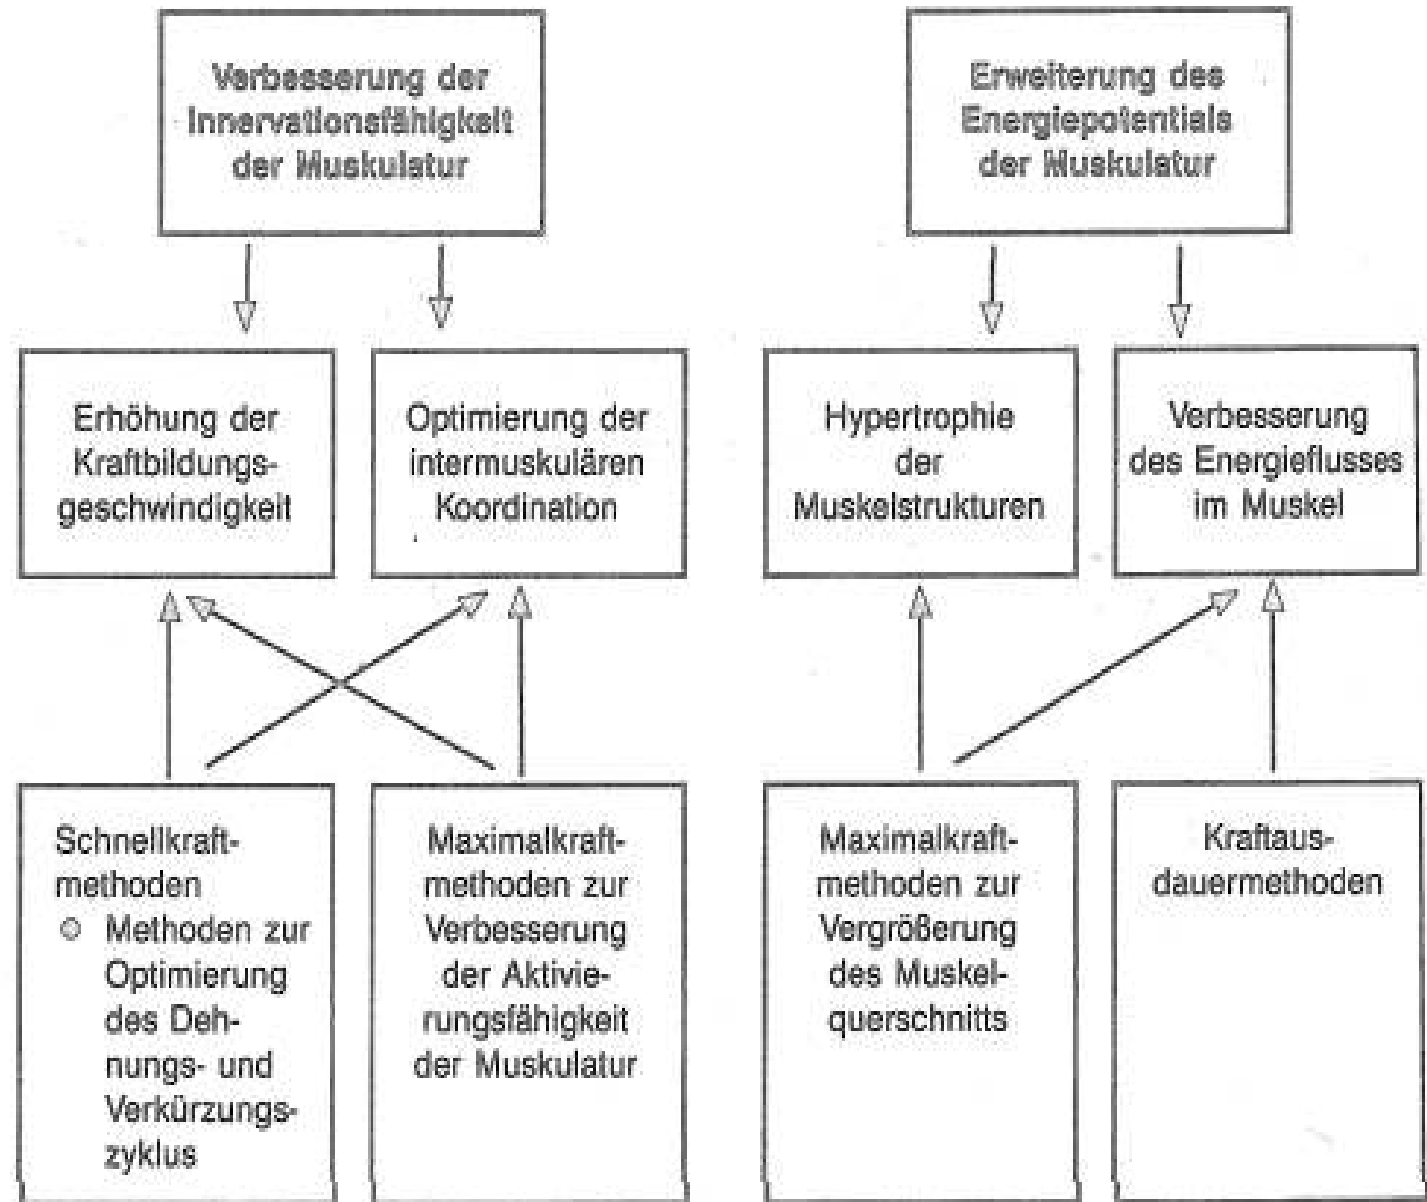 Verbesserung der
Innervationsfähigkeit
der Muskulatur
Erweiterung des
Energiepotentials
der Muskulatur
Erhöhung der
Kraftbildungs-
geschwindigkeit
Optimierung der
intermuskulären
Koordination
Hypertrophie
der
Muskelstrukturen
Verbesserung
des Energieflusses
im Muskel
Schnellkraft-
methoden
○ Methoden zur
Optimierung
des Deh-
nungs- und
Verkürzungs-
zyklus
Maximalkraft-
methoden zur
Verbesserung
der Aktivie-
rungsfähigkeit
der Muskulatur
Maximalkraft-
methoden zur
Vergrößerung
des Muskel-
querschnitts
Kraftaus-
dauermethoden